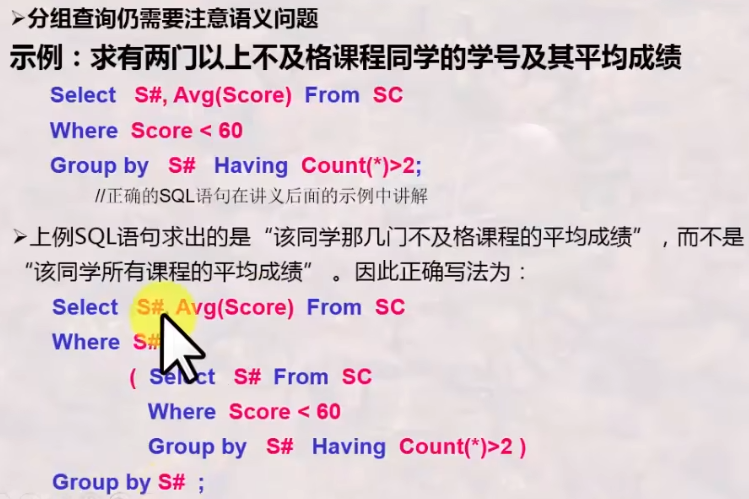 ➢分组查询仍需要注意语义问题
示例：求有两门以上不及格课程同学的学号及其平均成绩
Select S#, Avg(Score) From SC
Where Score < 60
Group by S# Having Count(*)>2;
//正确的SQL语句在讲义后面的示例中讲解
➢上例SQL语句求出的是“该同学那几门不及格课程的平均成绩”，而不是
“该同学所有课程的平均成绩”。因此正确写法为：
Select S#, Avg(Score) From SC
Where S#
( Select S# From SC
Where Score < 60
Group by S# Having Count(*)>2 )
Group by S# ;